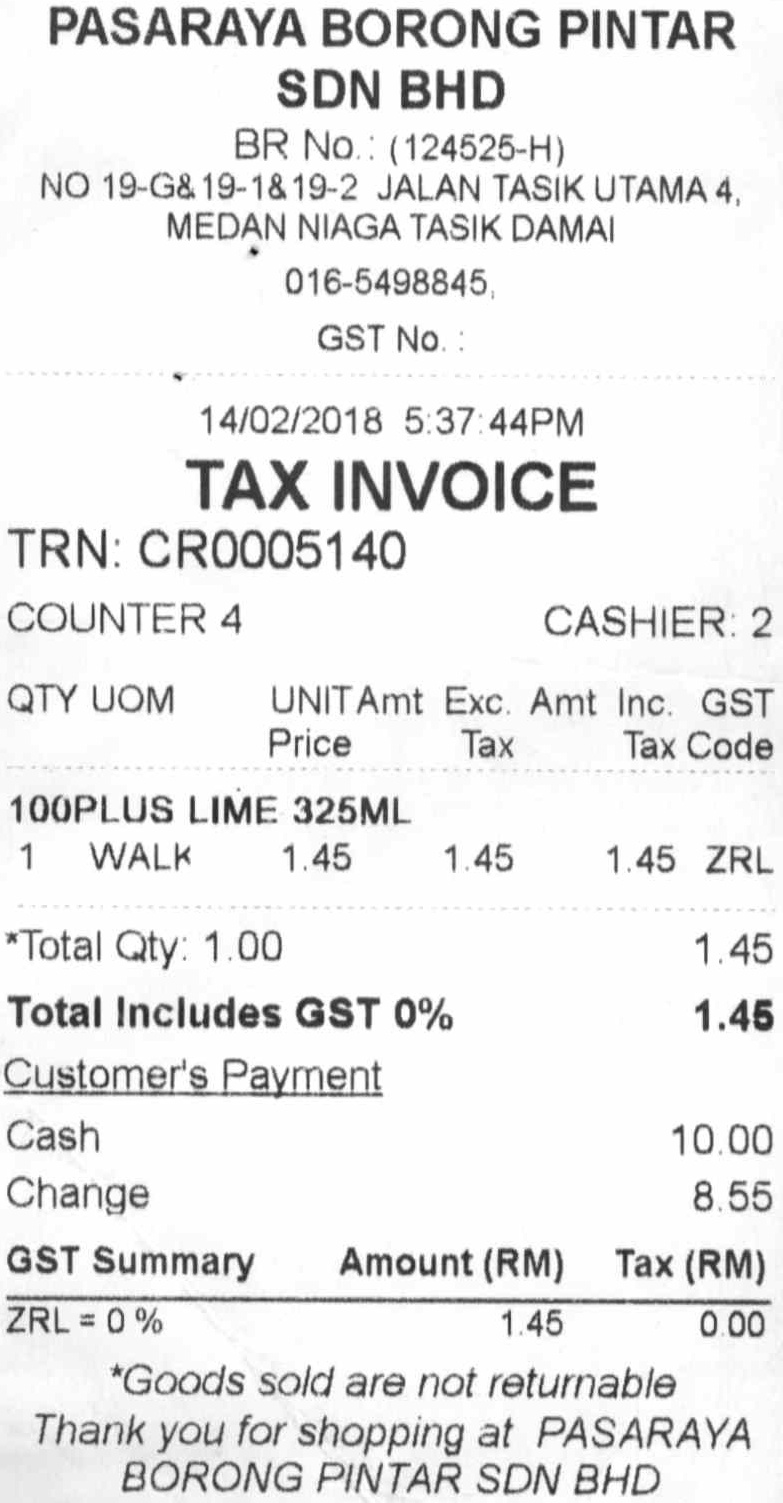 PASARAYA BORONG PINTAR
SDN BHD
BR No.: (124525-H)
NO 19-G&19-1&19-2 JALAN TASIK UTAMA 4,
MEDAN NIAGA TASIK DAMAI
016-5498845,
GST No. :
14/02/2018 5:37:44PM
TAX INVOICE
TRN: CR0005140
COUNTER 4 CASHIER: 2
QTY UOM UNIT Amt Exc. Amt Inc. GST
Price Tax Tax Code
100PLUS LIME 325ML
1 WALK 1.45 1.45 1.45 ZRL
*Total Qty: 1.00 1.45
Total Includes GST 0% 1.45
Customer's Payment
Cash 10.00
Change 8.55
GST Summary Amount (RM) Tax (RM)
ZRL = 0 % 1.45 0.00
*Goods sold are not returnable
Thank you for shopping at PASARAYA
BORONG PINTAR SDN BHD